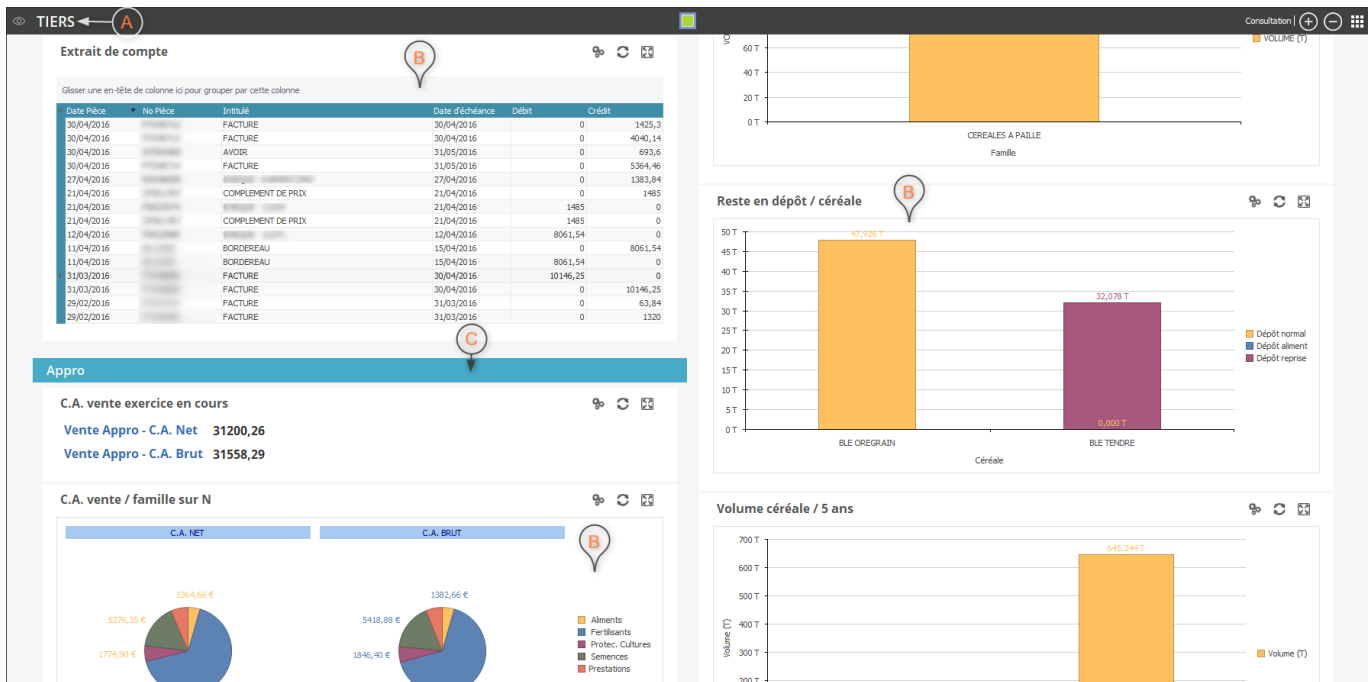 TIERS
A
Consultation
Extrait de compte
B
Glisser une en-tête de colonne ici pour grouper par cette colonne
Date Pièce No Pièce Intitulé Date d'échéance Débit Crédit
30/04/2016 FACTURE 30/04/2016 0 1425,3
30/04/2016 FACTURE 30/04/2016 0 4040,14
30/04/2016 AVOIR 31/05/2016 0 693,6
30/04/2016 FACTURE 31/05/2016 0 5364,46
27/04/2016 27/04/2016 0 1383,84
21/04/2016 COMPLEMENT DE PRIX 21/04/2016 0 1485
21/04/2016 21/04/2016 1485 0
21/04/2016 COMPLEMENT DE PRIX 21/04/2016 1485 0
12/04/2016 12/04/2016 8061,54 0
11/04/2016 BORDEREAU 15/04/2016 0 8061,54
11/04/2016 BORDEREAU 15/04/2016 8061,54 0
31/03/2016 FACTURE 30/04/2016 10146,25 0
31/03/2016 FACTURE 30/04/2016 0 10146,25
29/02/2016 FACTURE 31/03/2016 0 63,84
29/02/2016 FACTURE 31/03/2016 0 1320
C
Appro
C.A. vente exercice en cours
Vente Appro - C.A. Net 31200,26
Vente Appro - C.A. Brut 31558,29
C.A. vente / famille sur N
B
C.A. NET
C.A. BRUT
1364,66 €
5276,35 €
1774,90 €
1382,66 €
5418,88 €
1846,40 €
Aliments
Fertilisants
Protec. Cultures
Semences
Prestations
VOLUME (T)
60 T
40 T
20 T
0 T
CEREALES A PAILLE
Famille
Reste en dépôt / céréale
B
50 T
45 T
40 T
35 T
30 T
25 T
20 T
15 T
10 T
5 T
0 T
47,926 T
32,078 T
0,000 T
BLE OREGRAIN
BLE TENDRE
Céréale
Dépôt normal
Dépôt aliment
Dépôt reprise
Volume céréale / 5 ans
700 T
600 T
500 T
400 T
300 T
200 T
Volume (T)
645,244 T
Volume (T)